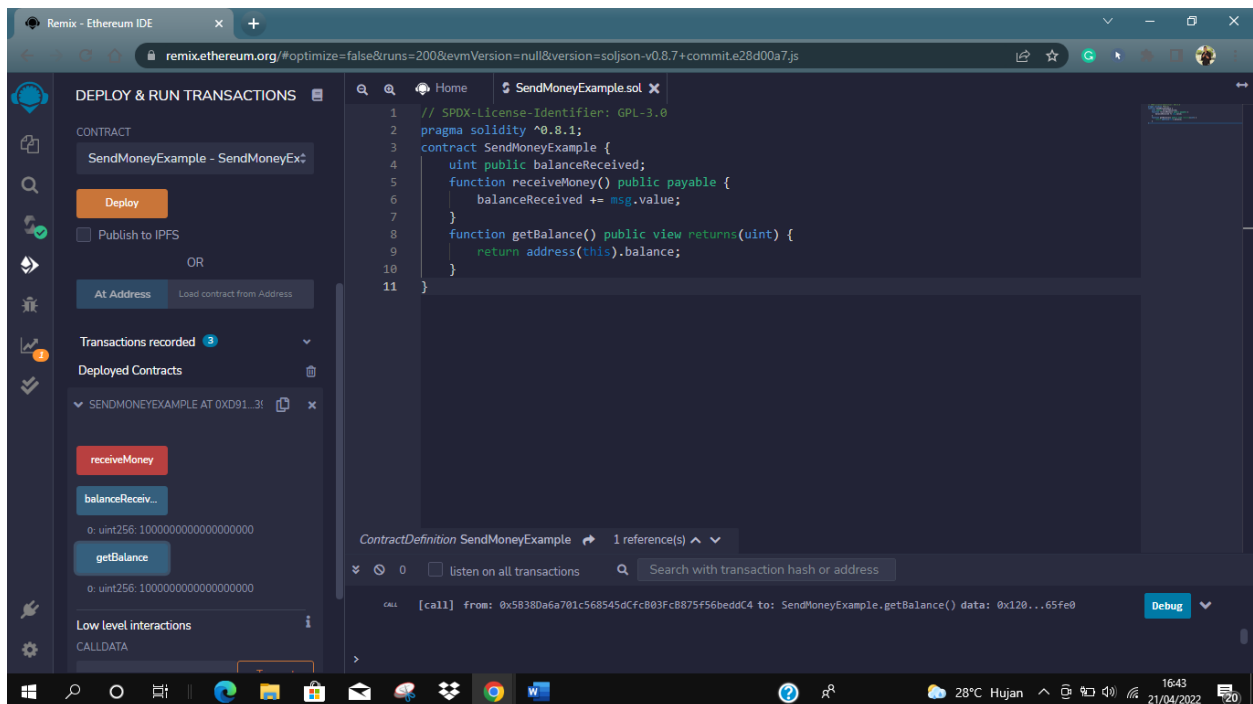 Remix - Ethereum IDE
remix.ethereum.org/#optimize=false&runs=200&evmVersion=null&version=soljson-v0.8.7+commit.e28d00a7.js
DEPLOY & RUN TRANSACTIONS
CONTRACT
SendMoneyExample - SendMoneyEx
Deploy
Publish to IPFS
OR
At Address Load contract from Address
Transactions recorded 3
Deployed Contracts
SENDMONEYEXAMPLE AT 0XD91...39
receiveMoney
balanceReceiv...
0: uint256: 1000000000000000000
getBalance
0: uint256: 1000000000000000000
Low level interactions
CALLDATA
Home SendMoneyExample.sol
1 // SPDX-License-Identifier: GPL-3.0
2 pragma solidity ^0.8.1;
3 contract SendMoneyExample {
4 uint public balanceReceived;
5 function receiveMoney() public payable {
6 balanceReceived += msg.value;
7 }
8 function getBalance() public view returns(uint) {
9 return address(this).balance;
10 }
11 }
ContractDefinition SendMoneyExample 1 reference(s)
0 listen on all transactions Search with transaction hash or address
CALL [call] from: 0x5B38Da6a701c568545dCfcB03FcB875f56beddC4 to: SendMoneyExample.getBalance() data: 0x120...65fe0 Debug
>
28°C Hujan 16:43
21/04/2022 20